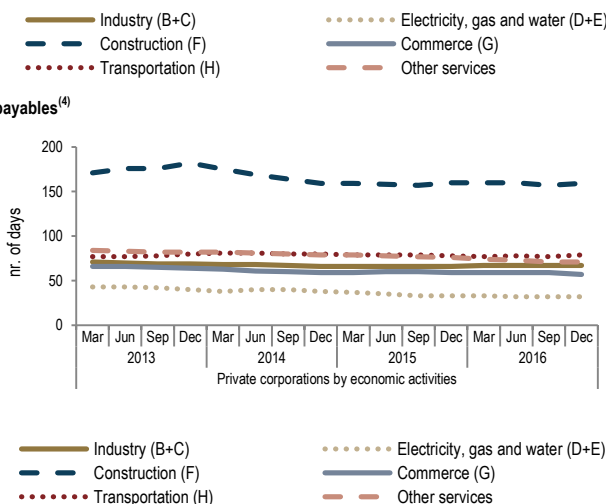 Industry (B+C) Electricity, gas and water (D+E)
Construction (F) Commerce (G)
Transportation (H) Other services
payables(4)
200
150
100
50
0
nr. of days
Mar Jun Sep Dec Mar Jun Sep Dec Mar Jun Sep Dec Mar Jun Sep Dec
2013 2014 2015 2016
Private corporations by economic activities
Industry (B+C) Electricity, gas and water (D+E)
Construction (F) Commerce (G)
Transportation (H) Other services